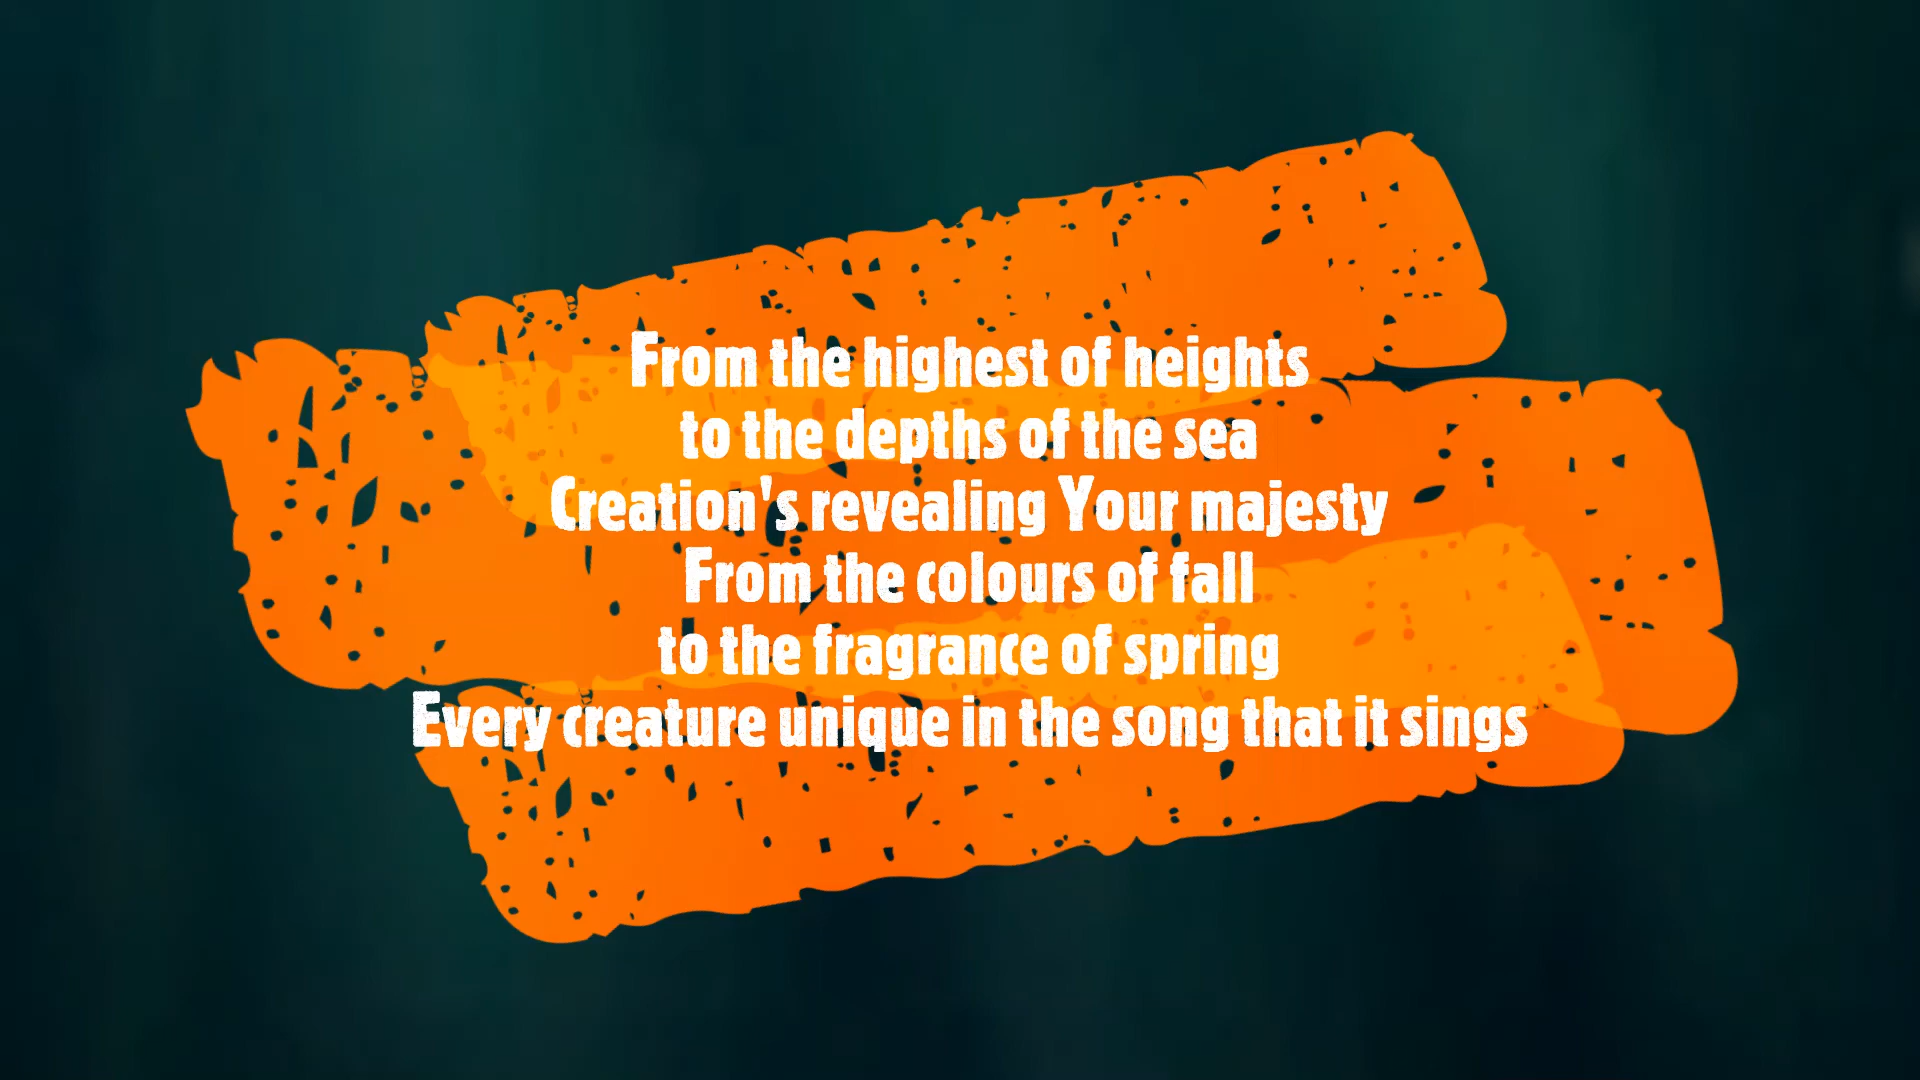 From the highest of heights
to the depths of the sea
Creation's revealing Your majesty
From the colours of fall
to the fragrance of spring
Every creature unique in the song that it sings